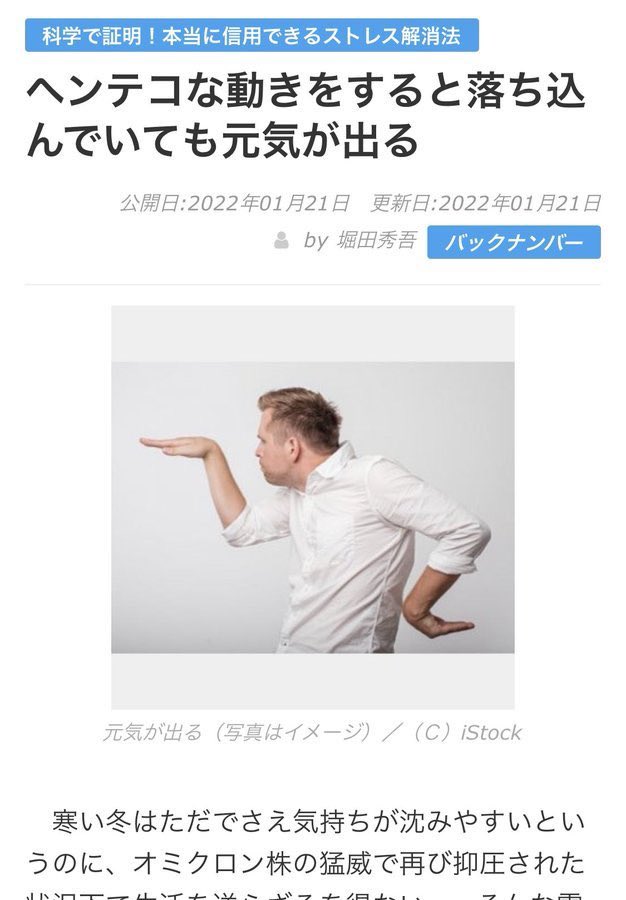 科学で証明！本当に信用できるストレス解消法
ヘンテコな動きをすると落ち込
んでいても元気が出る
公開日:2022年01月21日　更新日:2022年01月21日
by 堀田秀吾　バックナンバー
元気が出る（写真はイメージ）／（Ｃ）iStock
　寒い冬はただでさえ気持ちが沈みやすいとい
うのに、オミクロン株の猛威で再び抑圧された